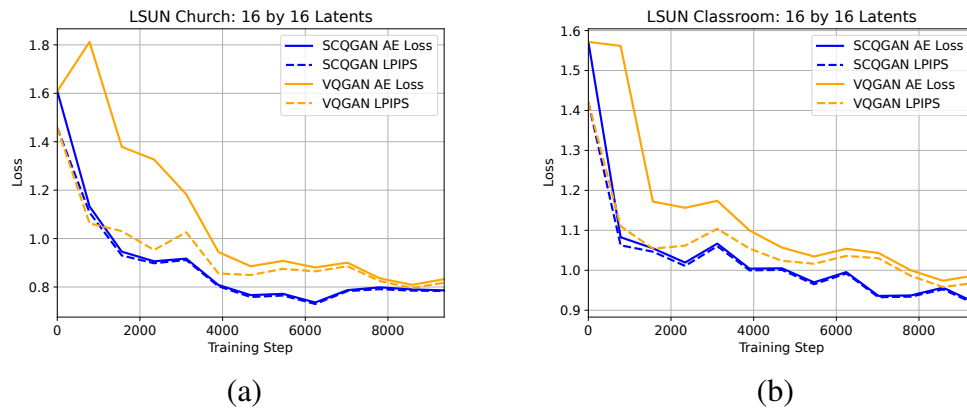 LSUN Church: 16 by 16 Latents
1.8
1.6
1.4
1.2
1.0
0.8
Loss
0
2000
4000
6000
8000
Training Step
SCQGAN AE Loss
SCQGAN LPIPS
VQGAN AE Loss
VQGAN LPIPS
(a)
LSUN Classroom: 16 by 16 Latents
1.6
1.5
1.4
1.3
1.2
1.1
1.0
0.9
Loss
0
2000
4000
6000
8000
Training Step
SCQGAN AE Loss
SCQGAN LPIPS
VQGAN AE Loss
VQGAN LPIPS
(b)